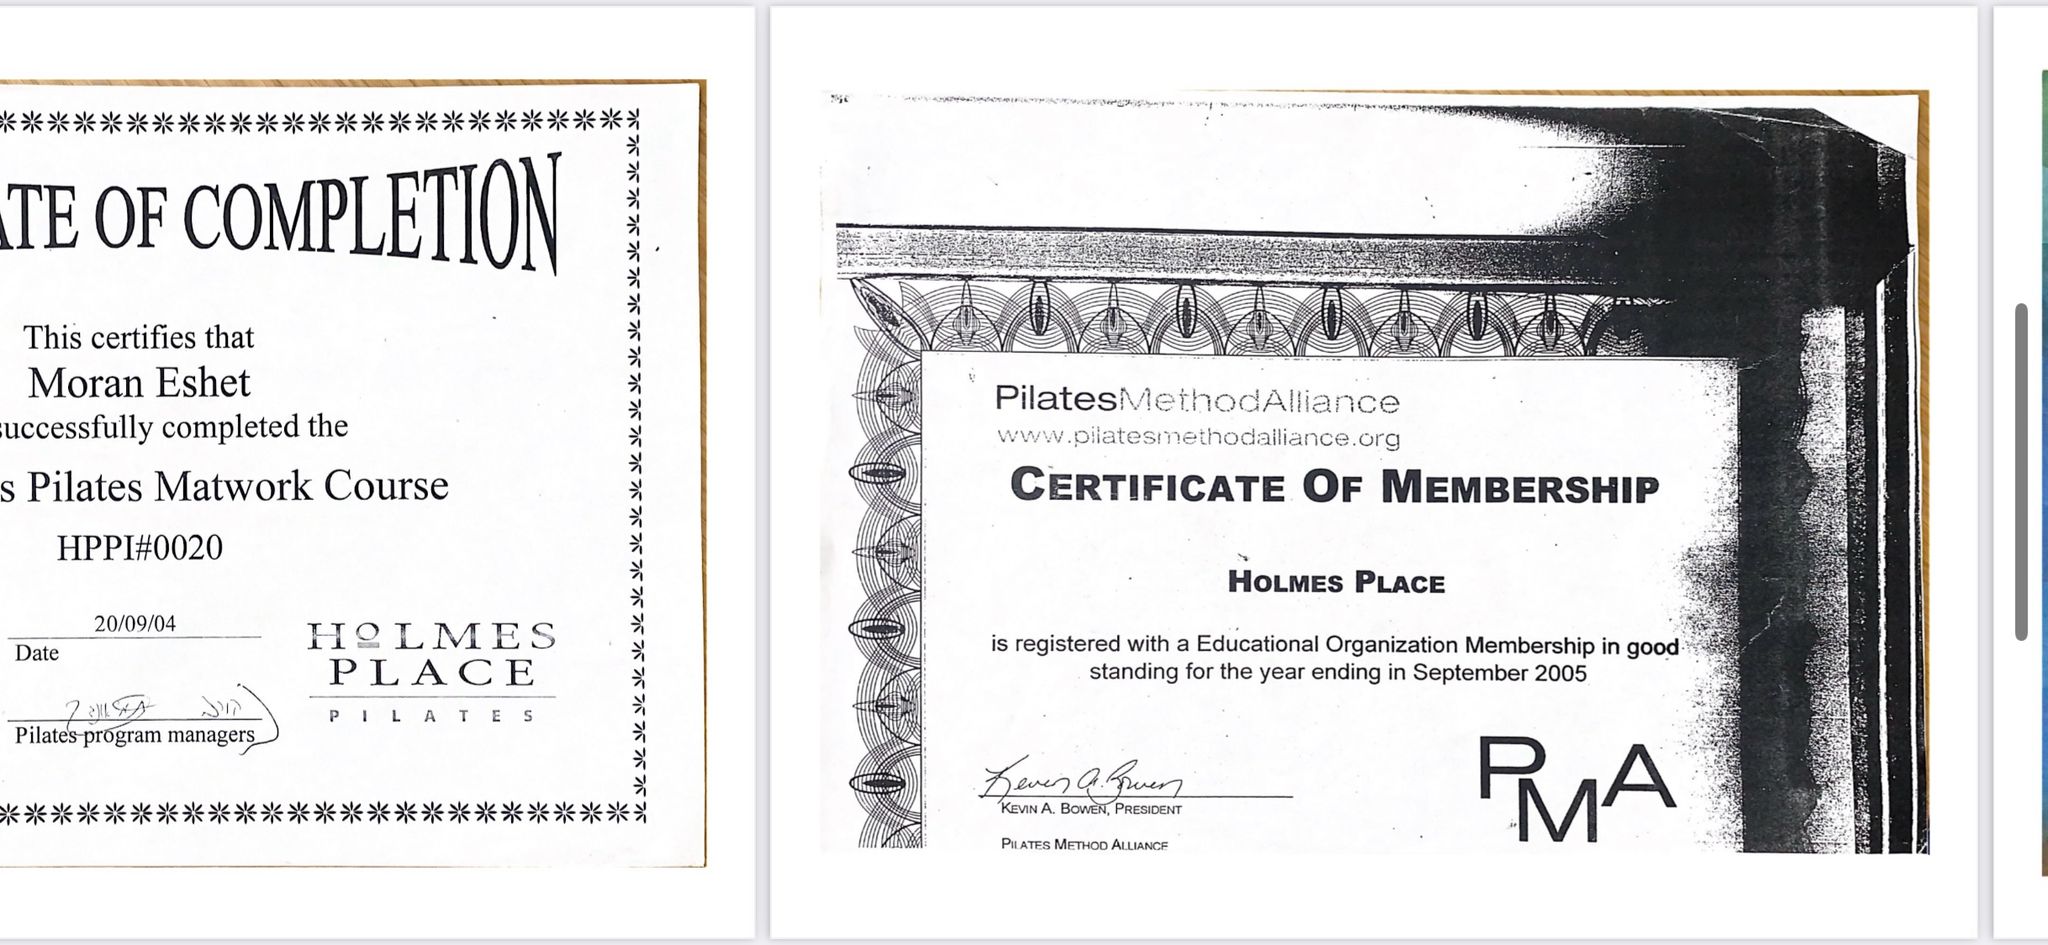 ATE OF COMPLETION
This certifies that
Moran Eshet
successfully completed the
s Pilates Matwork Course
HPPI#0020
20/09/04
Date
Pilates program managers
HOLMES
PLACE
PILATES
PilatesMethodAlliance
www.pilatesmethodalliance.org
CERTIFICATE OF MEMBERSHIP
HOLMES PLACE
is registered with a Educational Organization Membership in good
standing for the year ending in September 2005
Kevin A. Bowen
KEVIN A. BOWEN, PRESIDENT
PILATES METHOD ALLIANCE
PMA